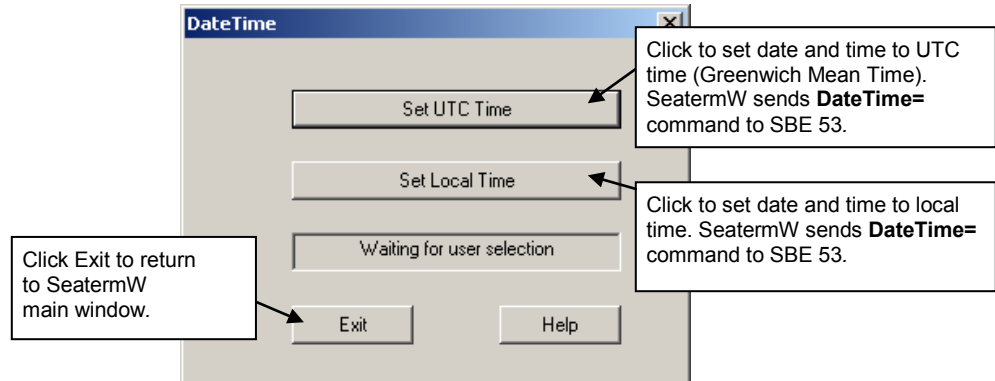 DateTime
Click to set date and time to UTC
time (Greenwich Mean Time).
SeatermW sends DateTime=
command to SBE 53.
Set UTC Time
Set Local Time
Click to set date and time to local
time. SeatermW sends DateTime=
command to SBE 53.
Waiting for user selection
Click Exit to return
to SeatermW
main window.
Exit
Help